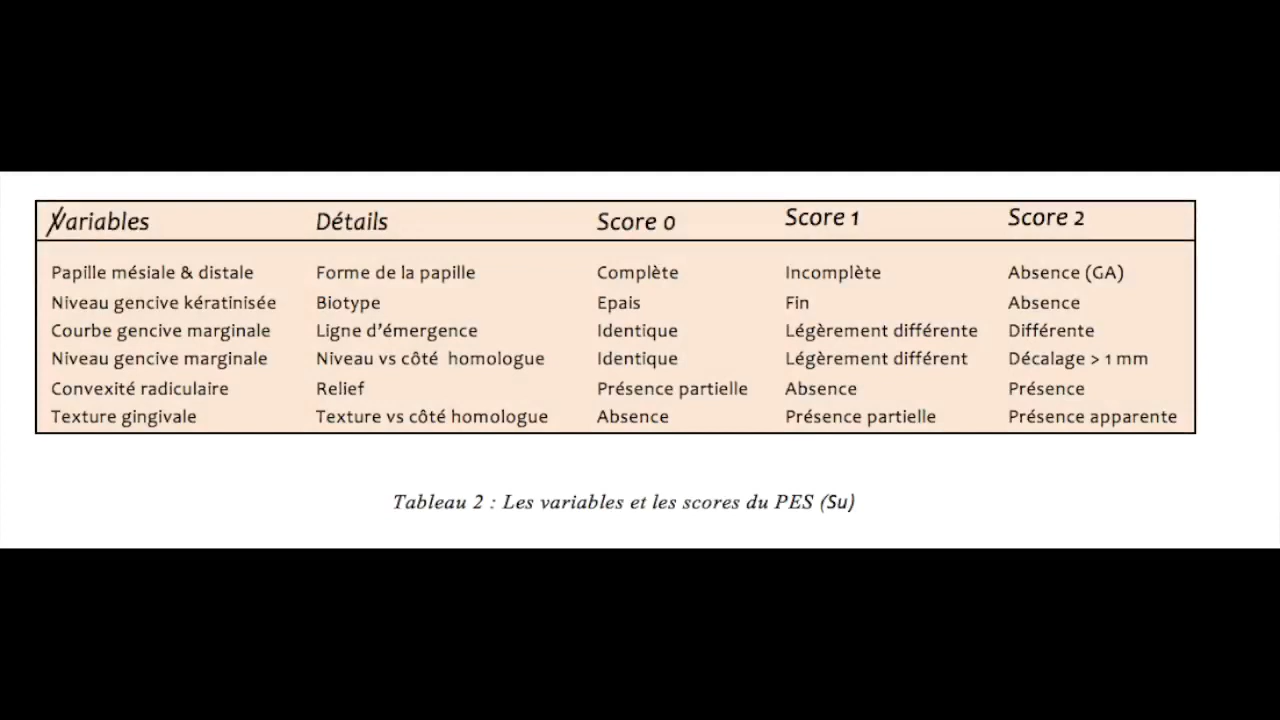 Variables Détails Score 0 Score 1 Score 2
Papille mésiale & distale Forme de la papille Complète Incomplète Absence (GA)
Niveau gencive kératinisée Biotype Epais Fin Absence
Courbe gencive marginale Ligne d'émergence Identique Légèrement différente Différente
Niveau gencive marginale Niveau vs côté homologue Identique Légèrement différent Décalage > 1 mm
Convexité radiculaire Relief Présence partielle Absence Présence
Texture gingivale Texture vs côté homologue Absence Présence partielle Présence apparente
Tableau 2 : Les variables et les scores du PES (Su)